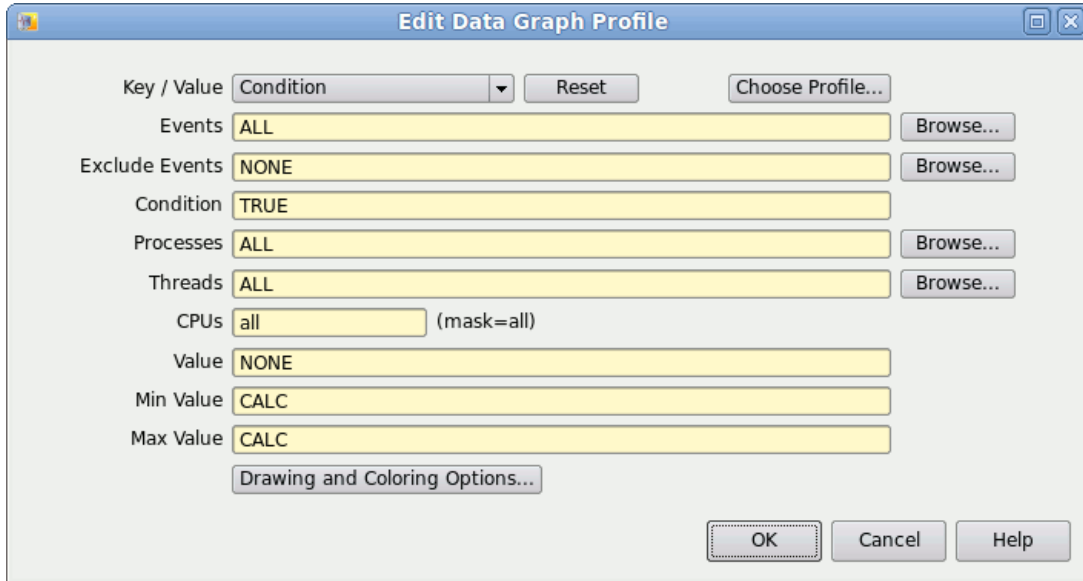 Edit Data Graph Profile
Key / Value Condition Reset Choose Profile...
Events ALL Browse...
Exclude Events NONE Browse...
Condition TRUE
Processes ALL Browse...
Threads ALL Browse...
CPUs all (mask=all)
Value NONE
Min Value CALC
Max Value CALC
Drawing and Coloring Options...
OK Cancel Help